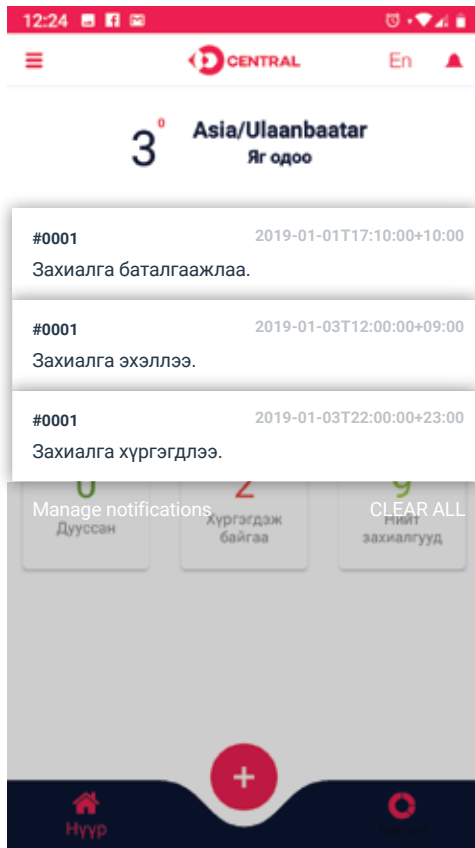 12:24
CENTRAL
En
3°
Asia/Ulaanbaatar
Яг одоо
#0001
2019-01-01T17:10:00+10:00
Захиалга баталгаажлаа.
#0001
2019-01-03T12:00:00+09:00
Захиалга эхэллээ.
#0001
2019-01-03T22:00:00+23:00
Захиалга хүргэгдлээ.
0
2
9
Manage notifications
CLEAR ALL
Дууссан
Хүргэгдэж
байгаа
Нийт
захиалгууд
+
Нүүр